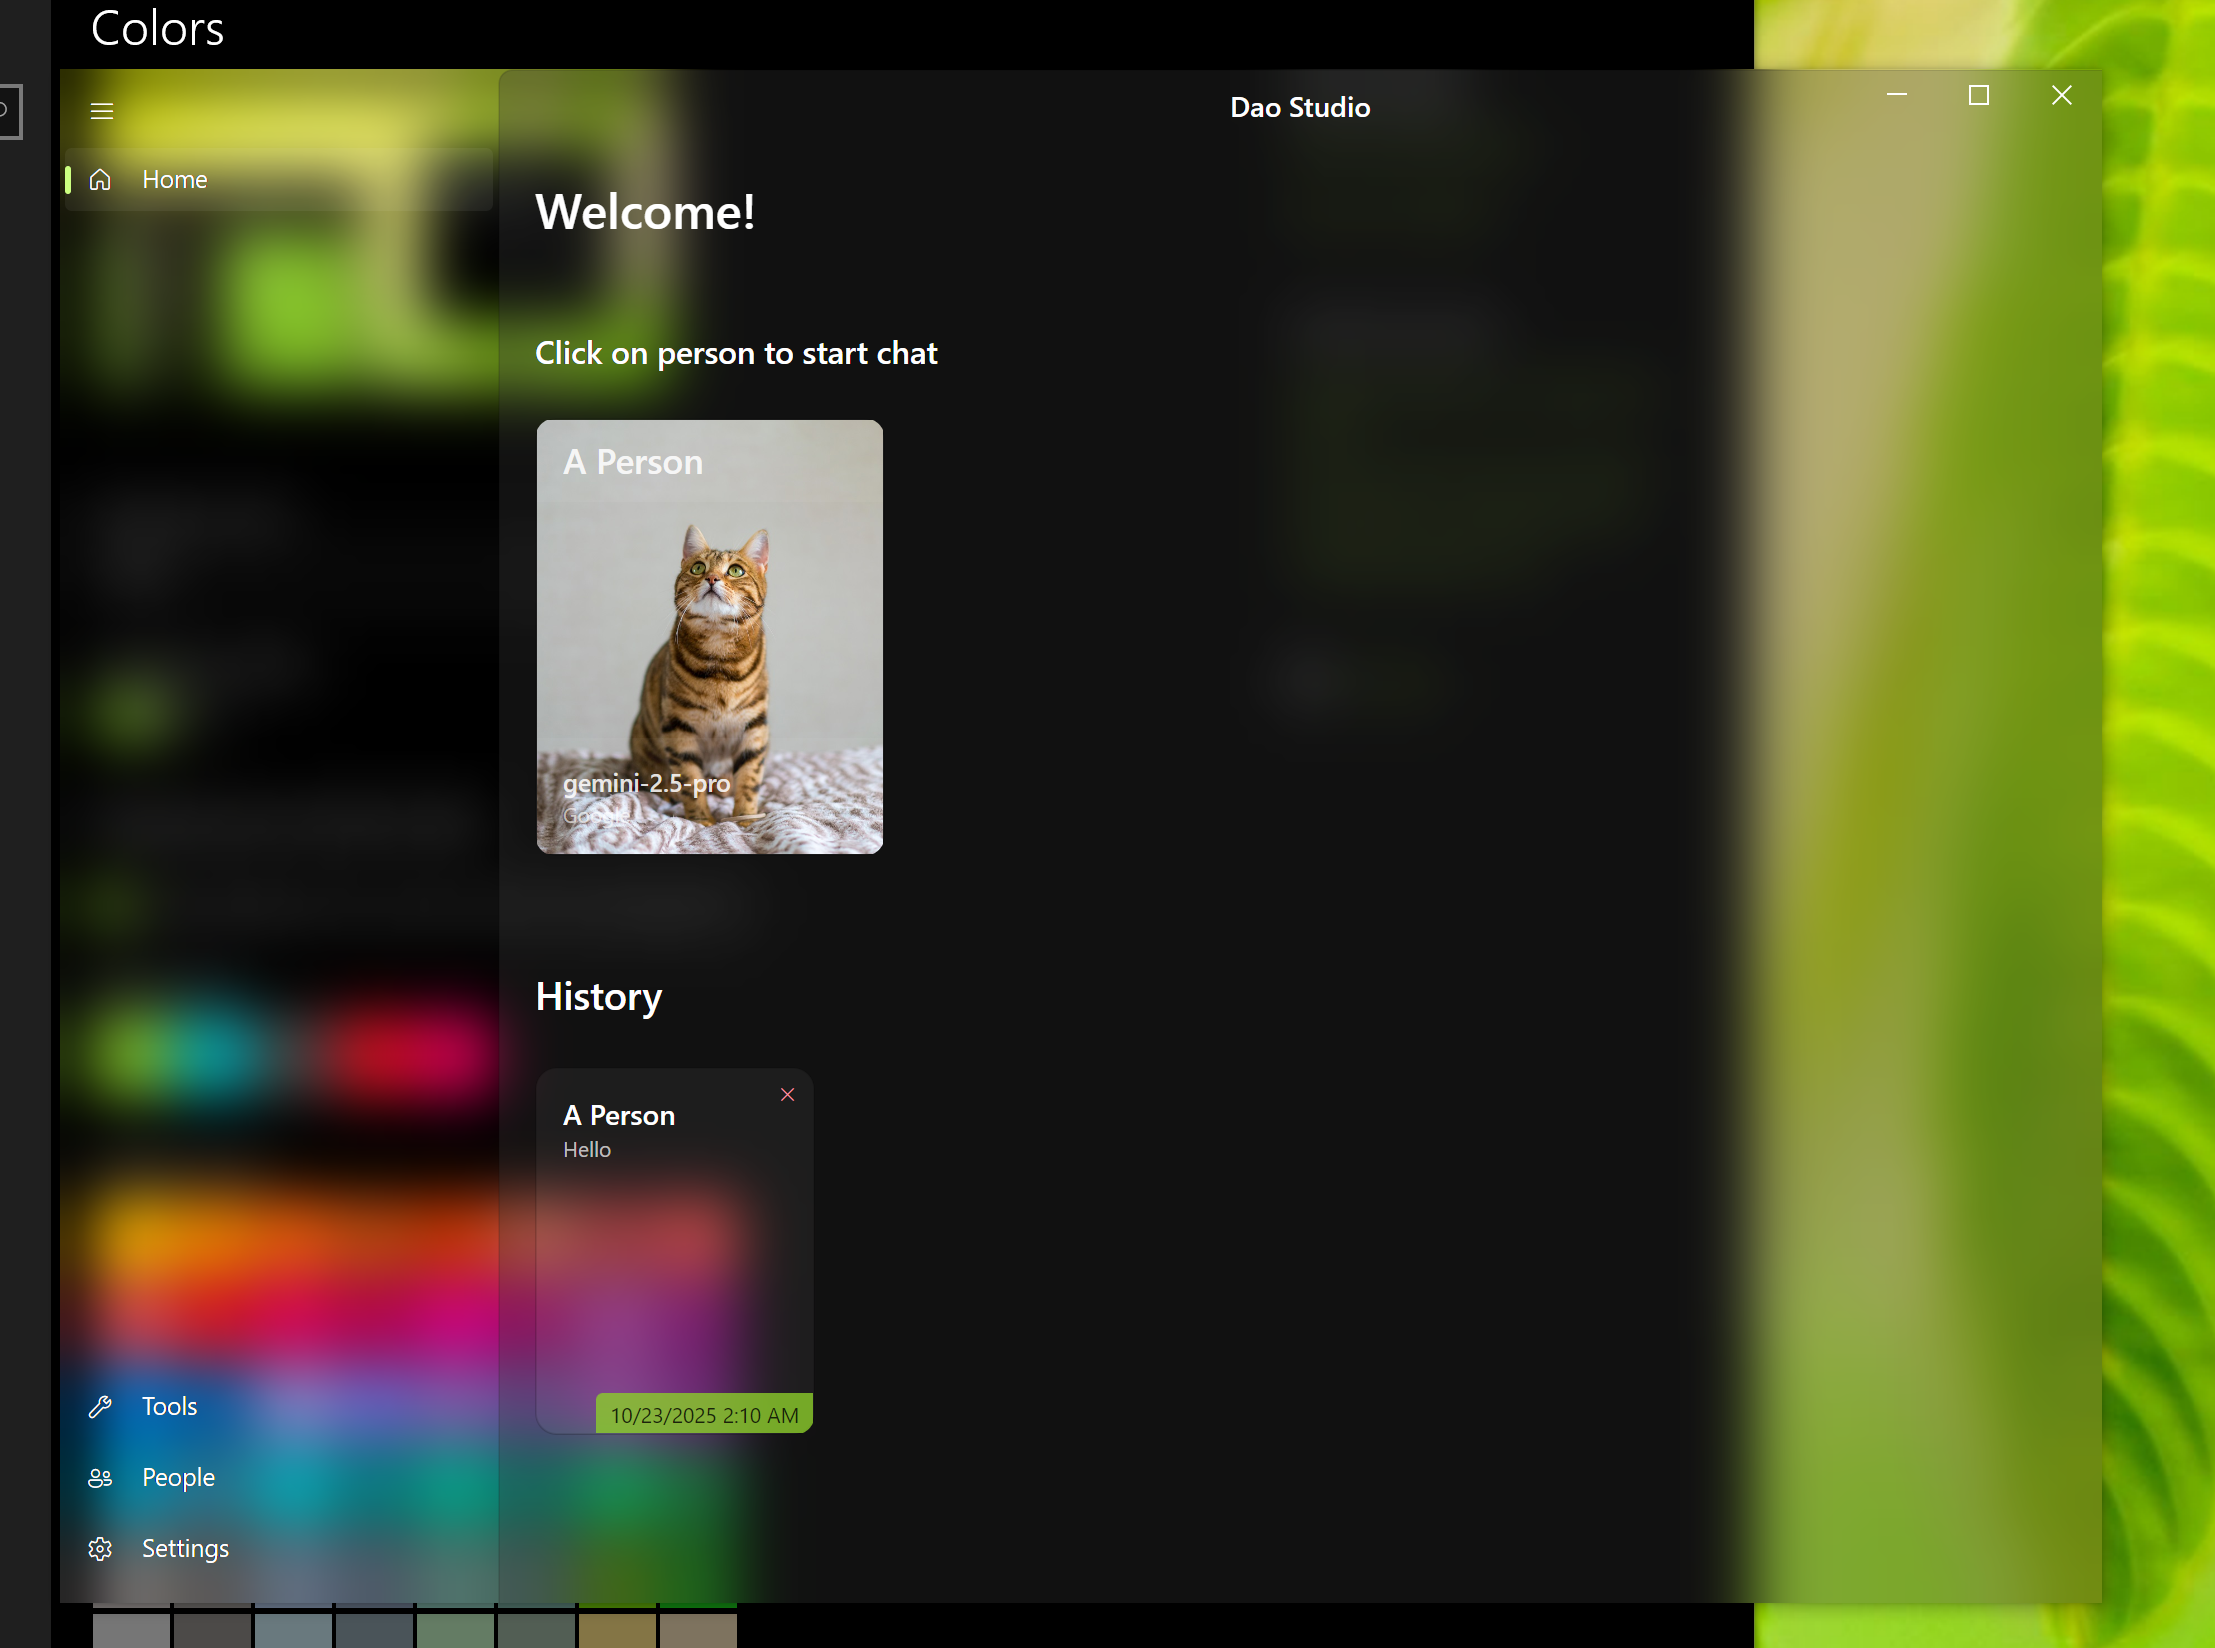 Colors
Dao Studio
Home
Welcome!
Click on person to start chat
A Person
gemini-2.5-pro
Google
History
A Person
Hello
10/23/2025 2:10 AM
Tools
People
Settings